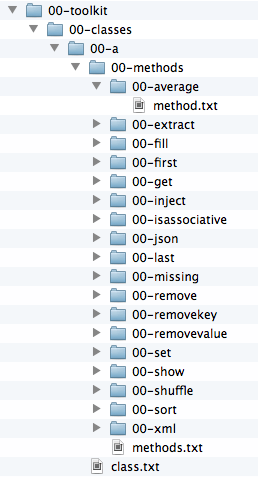 00-toolkit
00-classes
00-a
00-methods
00-average
method.txt
00-extract
00-fill
00-first
00-get
00-inject
00-isassociative
00-json
00-last
00-missing
00-remove
00-removekey
00-removevalue
00-set
00-show
00-shuffle
00-sort
00-xml
methods.txt
class.txt